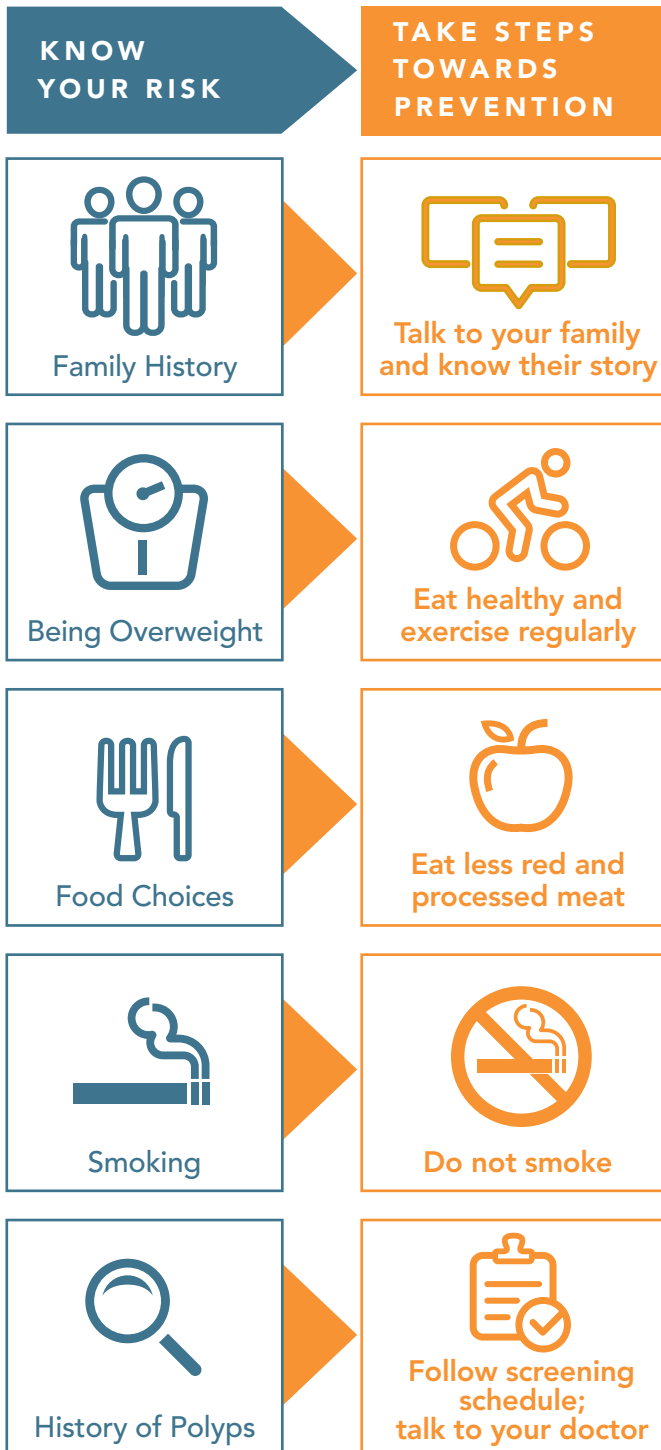 KNOW
YOUR RISK
TAKE STEPS
TOWARDS
PREVENTION
Family History
Talk to your family
and know their story
Being Overweight
Eat healthy and
exercise regularly
Food Choices
Eat less red and
processed meat
Smoking
Do not smoke
History of Polyps
Follow screening
schedule;
talk to your doctor